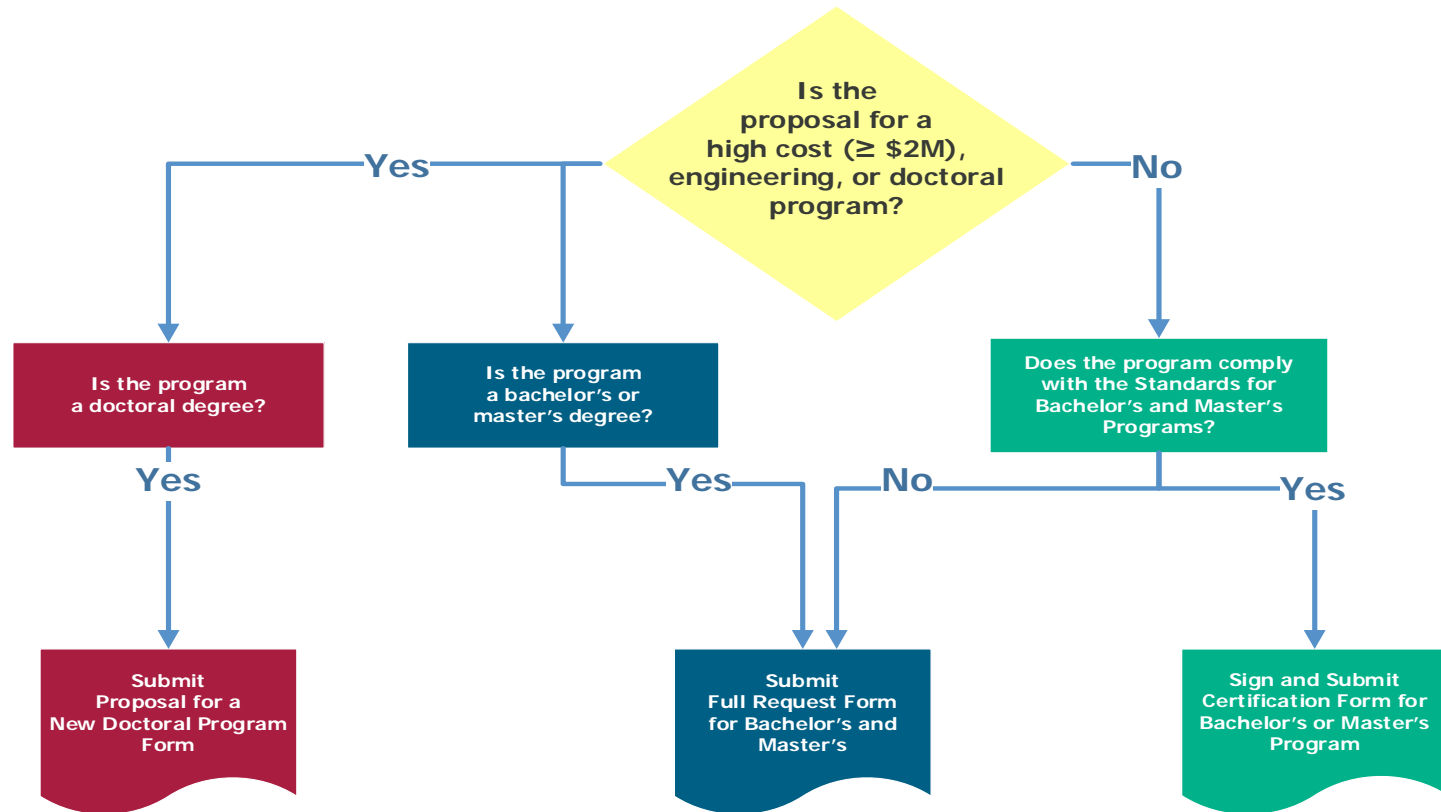 Is the
proposal for a
high cost (≥ $2M),
engineering, or doctoral
program?
Yes
No
Is the program
a doctoral degree?
Is the program
a bachelor's or
master's degree?
Does the program comply
with the Standards for
Bachelor's and Master's
Programs?
Yes
Yes
No
Yes
Submit
Proposal for a
New Doctoral Program
Form
Submit
Full Request Form
for Bachelor's and
Master's
Sign and Submit
Certification Form for
Bachelor's or Master's
Program